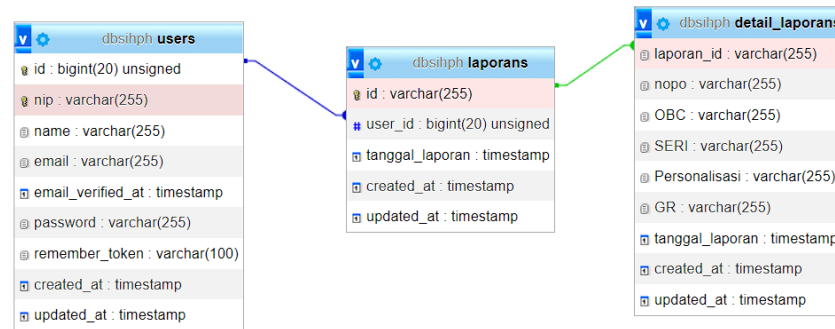 dbsihph users
id : bigint(20) unsigned
nip : varchar(255)
name : varchar(255)
email : varchar(255)
email_verified_at : timestamp
password : varchar(255)
remember_token : varchar(100)
created_at : timestamp
updated_at : timestamp
dbsihph laporans
id : varchar(255)
user_id : bigint(20) unsigned
tanggal_laporan : timestamp
created_at : timestamp
updated_at : timestamp
dbsihph detail_laporans
laporan_id : varchar(255)
nopo : varchar(255)
OBC : varchar(255)
SERI : varchar(255)
Personalisasi : varchar(255)
GR : varchar(255)
tanggal_laporan : timestamp
created_at : timestamp
updated_at : timestamp